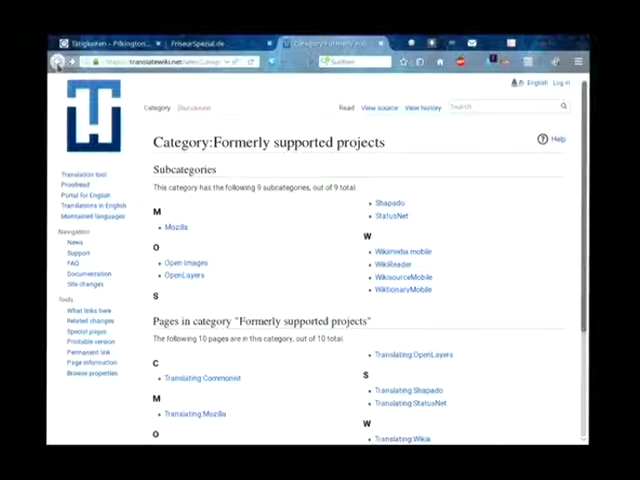 Tätigkeiten - Pilkington...
FriseurSpezial.de
Category:Formerly sup...
translatewiki.net
English Log in
Category Discussion
Read View source View history
Search
Category:Formerly supported projects
Help
Subcategories
This category has the following 9 subcategories, out of 9 total.
M
Mozilla
O
Open Images
OpenLayers
S
Shapado
StatusNet
W
Wikimedia mobile
WikiReader
WikisourceMobile
WiktionaryMobile
Pages in category "Formerly supported projects"
The following 10 pages are in this category, out of 10 total.
C
Translating:Commonist
M
Translating:Mozilla
O
Translating:OpenLayers
S
Translating:Shapado
Translating:StatusNet
W
Translating:Wikia
Translation tool
Proofread
Portal for English
Translations in English
Maintained languages
Navigation
News
Support
FAQ
Documentation
Site changes
Tools
What links here
Related changes
Special pages
Printable version
Permanent link
Page information
Browse properties